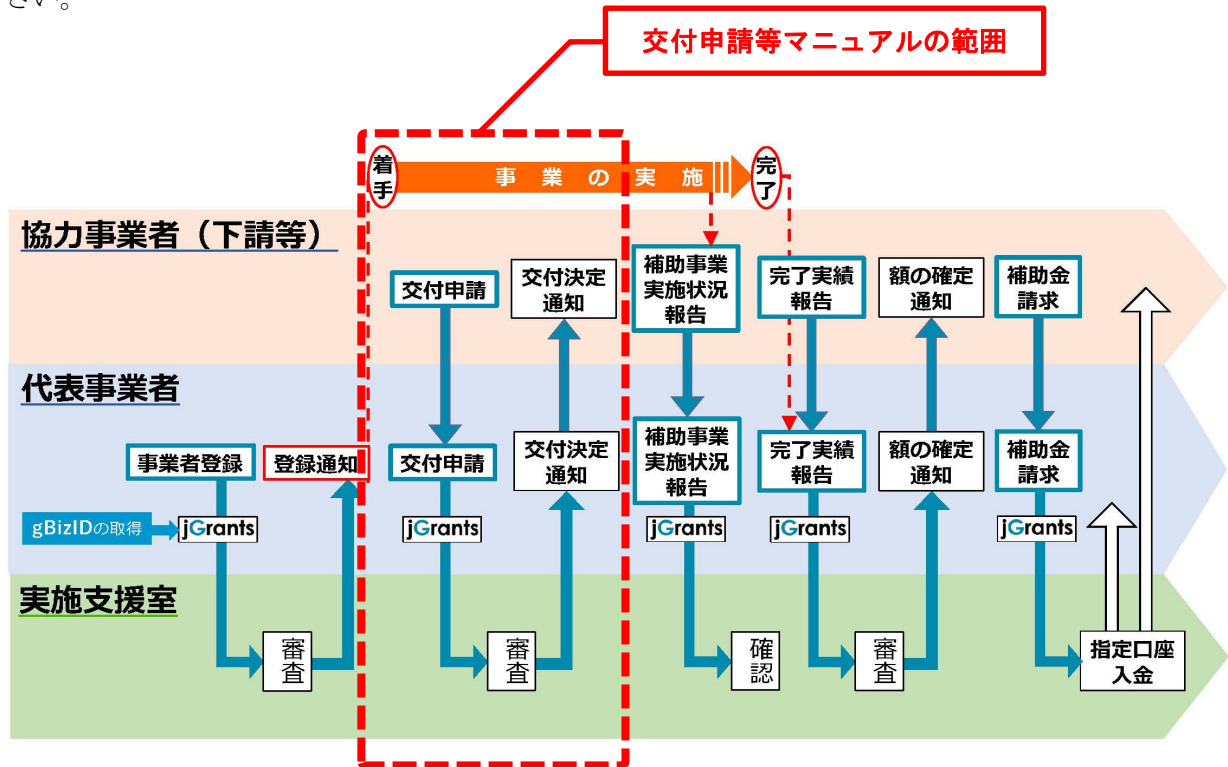 さい。
交付申請等マニュアルの範囲
着手
事業の実施
完了
協力事業者（下請等）
交付申請
交付決定
通知
補助事業
実施状況
報告
完了実績
報告
額の確定
通知
補助金
請求
代表事業者
事業者登録
登録通知
交付申請
交付決定
通知
補助事業
実施状況
報告
完了実績
報告
額の確定
通知
補助金
請求
gBizIDの取得
jGrants
jGrants
jGrants
jGrants
jGrants
実施支援室
審査
審査
確認
審査
指定口座
入金